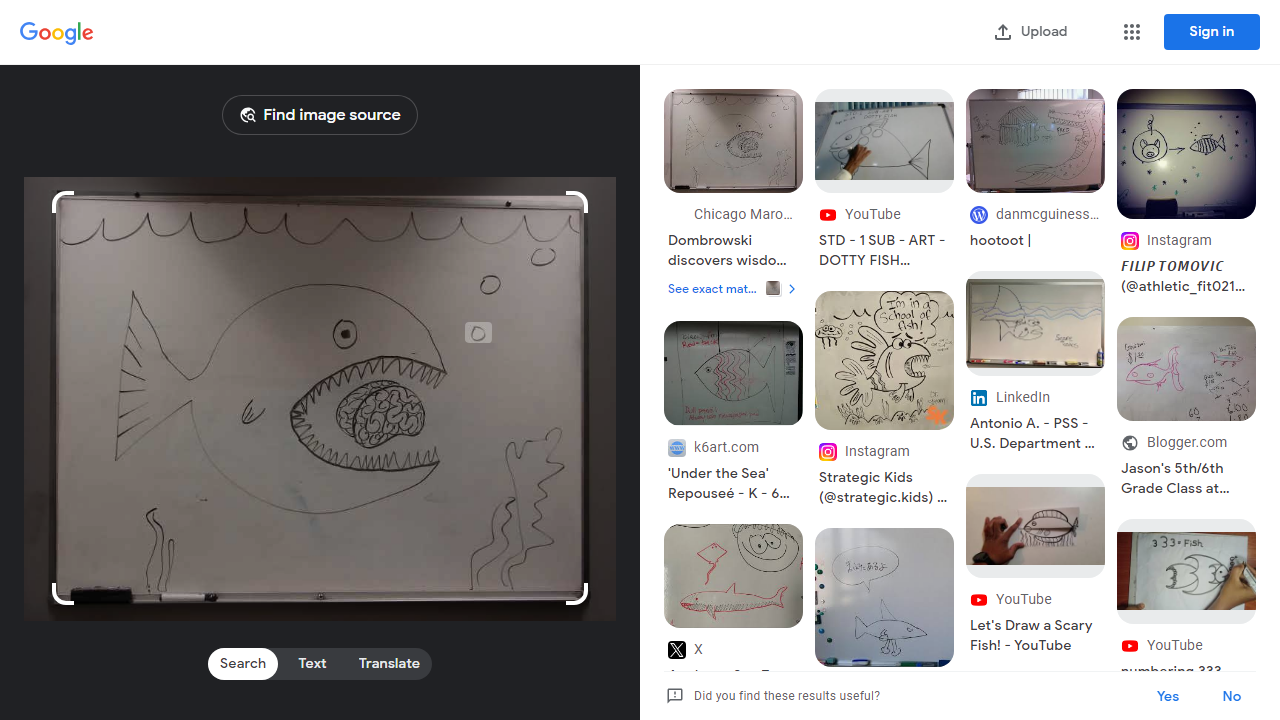 Google
Upload
Sign in
Find image source
Search
Text
Translate
Chicago Maro...
Dombrowski
discovers wisdo...
See exact mat...
k6art.com
'Under the Sea'
Repouseé - K - 6...
X
YouTube
STD - 1 SUB - ART -
DOTTY FISH...
I'm in a
School of
fish!
Instagram
Strategic Kids
(@strategic.kids) ...
danmcguiness...
hootoot |
LinkedIn
Antonio A. - PSS -
U.S. Department ...
YouTube
Let's Draw a Scary
Fish! - YouTube
Instagram
FILIP TOMOVIC
(@athletic_fit021...
Blogger.com
Jason's 5th/6th
Grade Class at...
333=Fish
YouTube
numbering 333
Did you find these results useful?
Yes
No